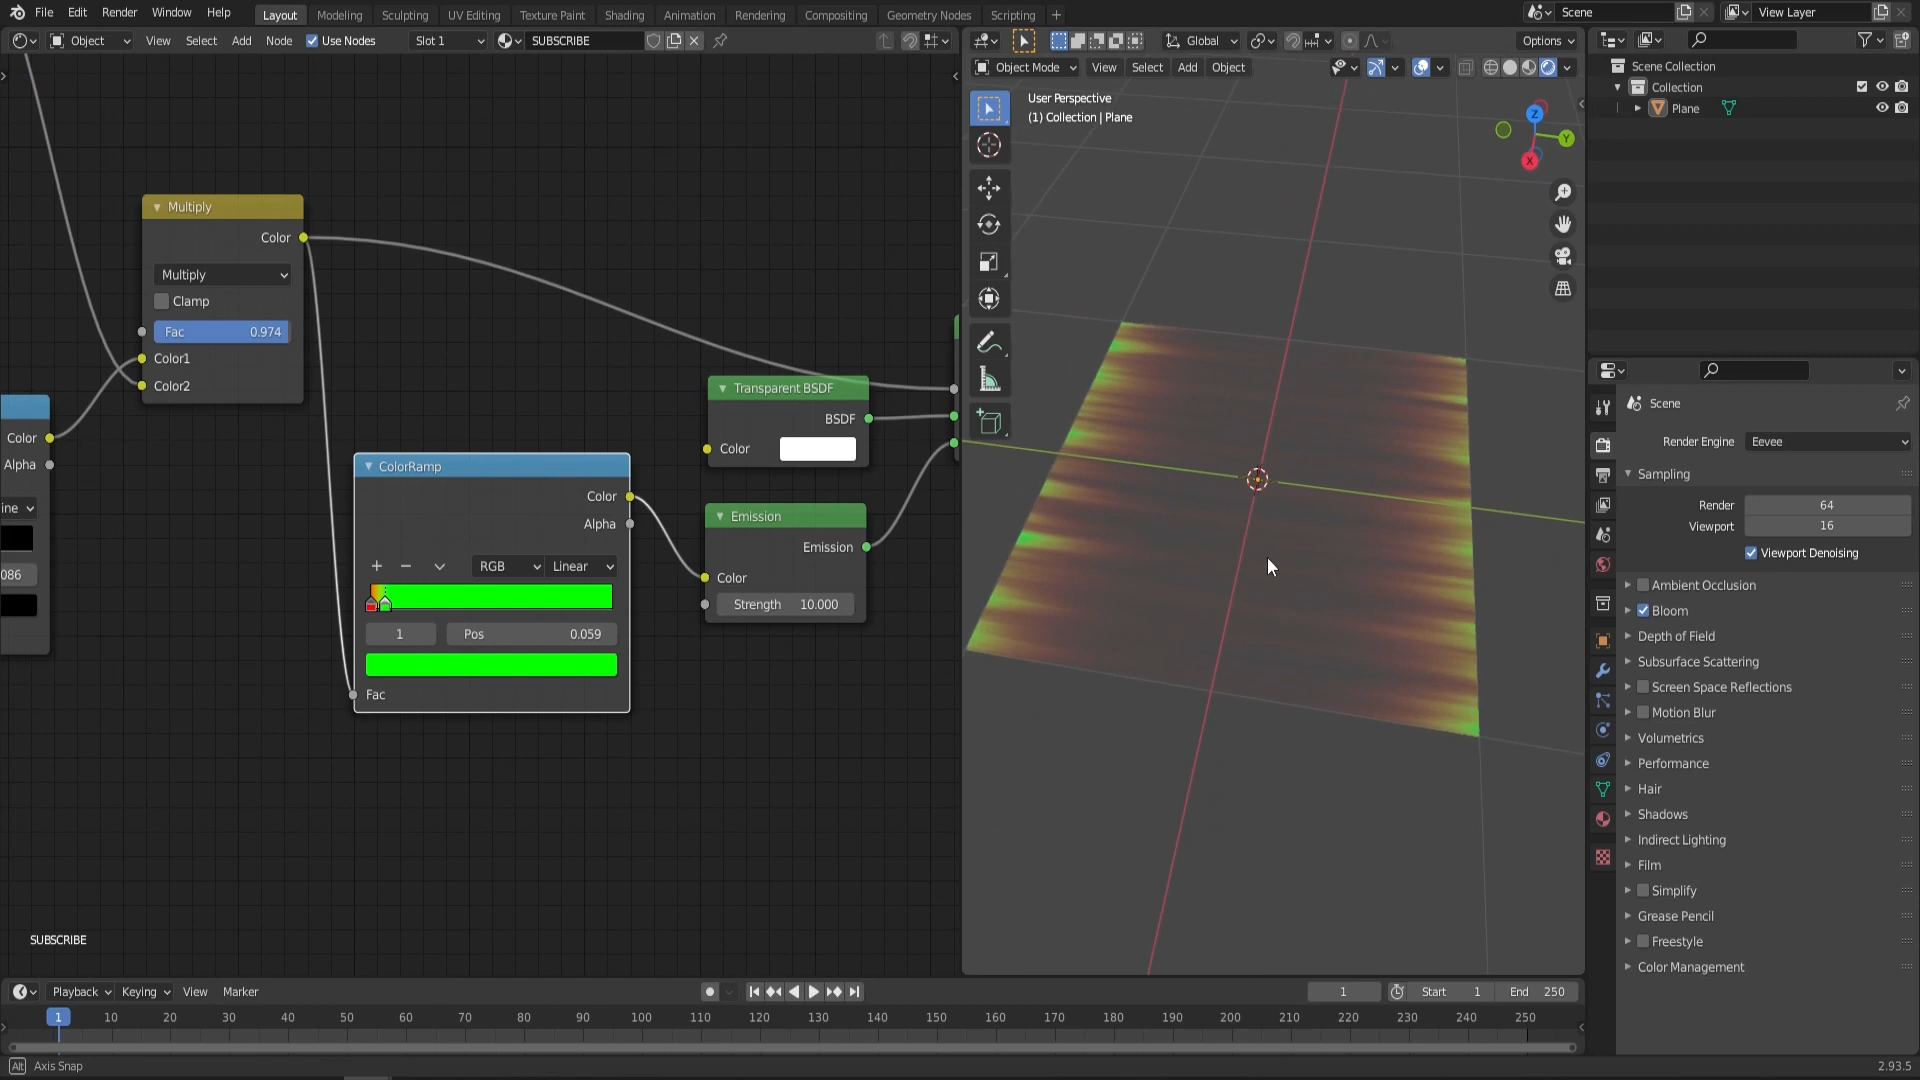 File Edit Render Window Help Layout Modeling Sculpting UV Editing Texture Paint Shading Animation Rendering Compositing Geometry Nodes Scripting + Scene View Layer
Object View Select Add Node Use Nodes Slot 1 SUBSCRIBE Global Options
Object Mode View Select Add Object
User Perspective
(1) Collection | Plane
Z
Y
X
Scene Collection
Collection
Plane
Multiply
Color
Multiply
Clamp
Fac 0.974
Color1
Color2
Color
Alpha
ine
086
ColorRamp
Color
Alpha
RGB Linear
1 Pos 0.059
Fac
Transparent BSDF
BSDF
Color
Emission
Emission
Color
Strength 10.000
SUBSCRIBE
Scene
Render Engine Eevee
Sampling
Render 64
Viewport 16
Viewport Denoising
Ambient Occlusion
Bloom
Depth of Field
Subsurface Scattering
Screen Space Reflections
Motion Blur
Volumetrics
Performance
Hair
Shadows
Indirect Lighting
Film
Simplify
Grease Pencil
Freestyle
Color Management
Playback Keying View Marker 1 Start 1 End 250
1 10 20 30 40 50 60 70 80 90 100 110 120 130 140 150 160 170 180 190 200 210 220 230 240 250
Alt Axis Snap 2.93.5